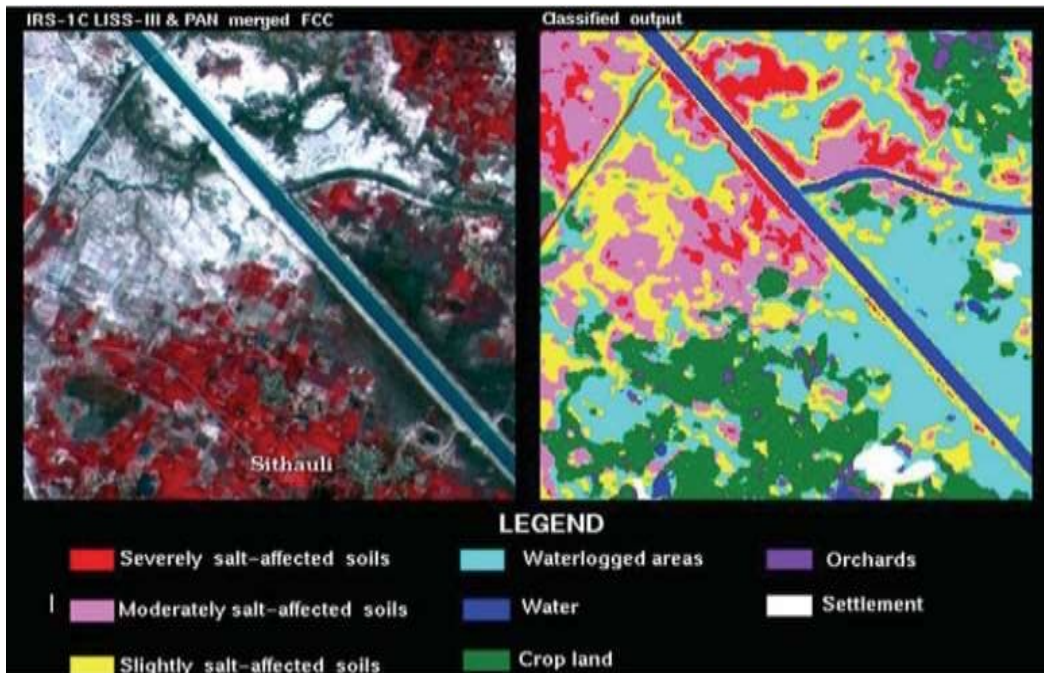 IRS-1C LISS-III & PAN merged FCC
Classified output
Sithauli
LEGEND
Severely salt-affected soils
Moderately salt-affected soils
Slightly salt-affected soils
Waterlogged areas
Water
Crop land
Orchards
Settlement